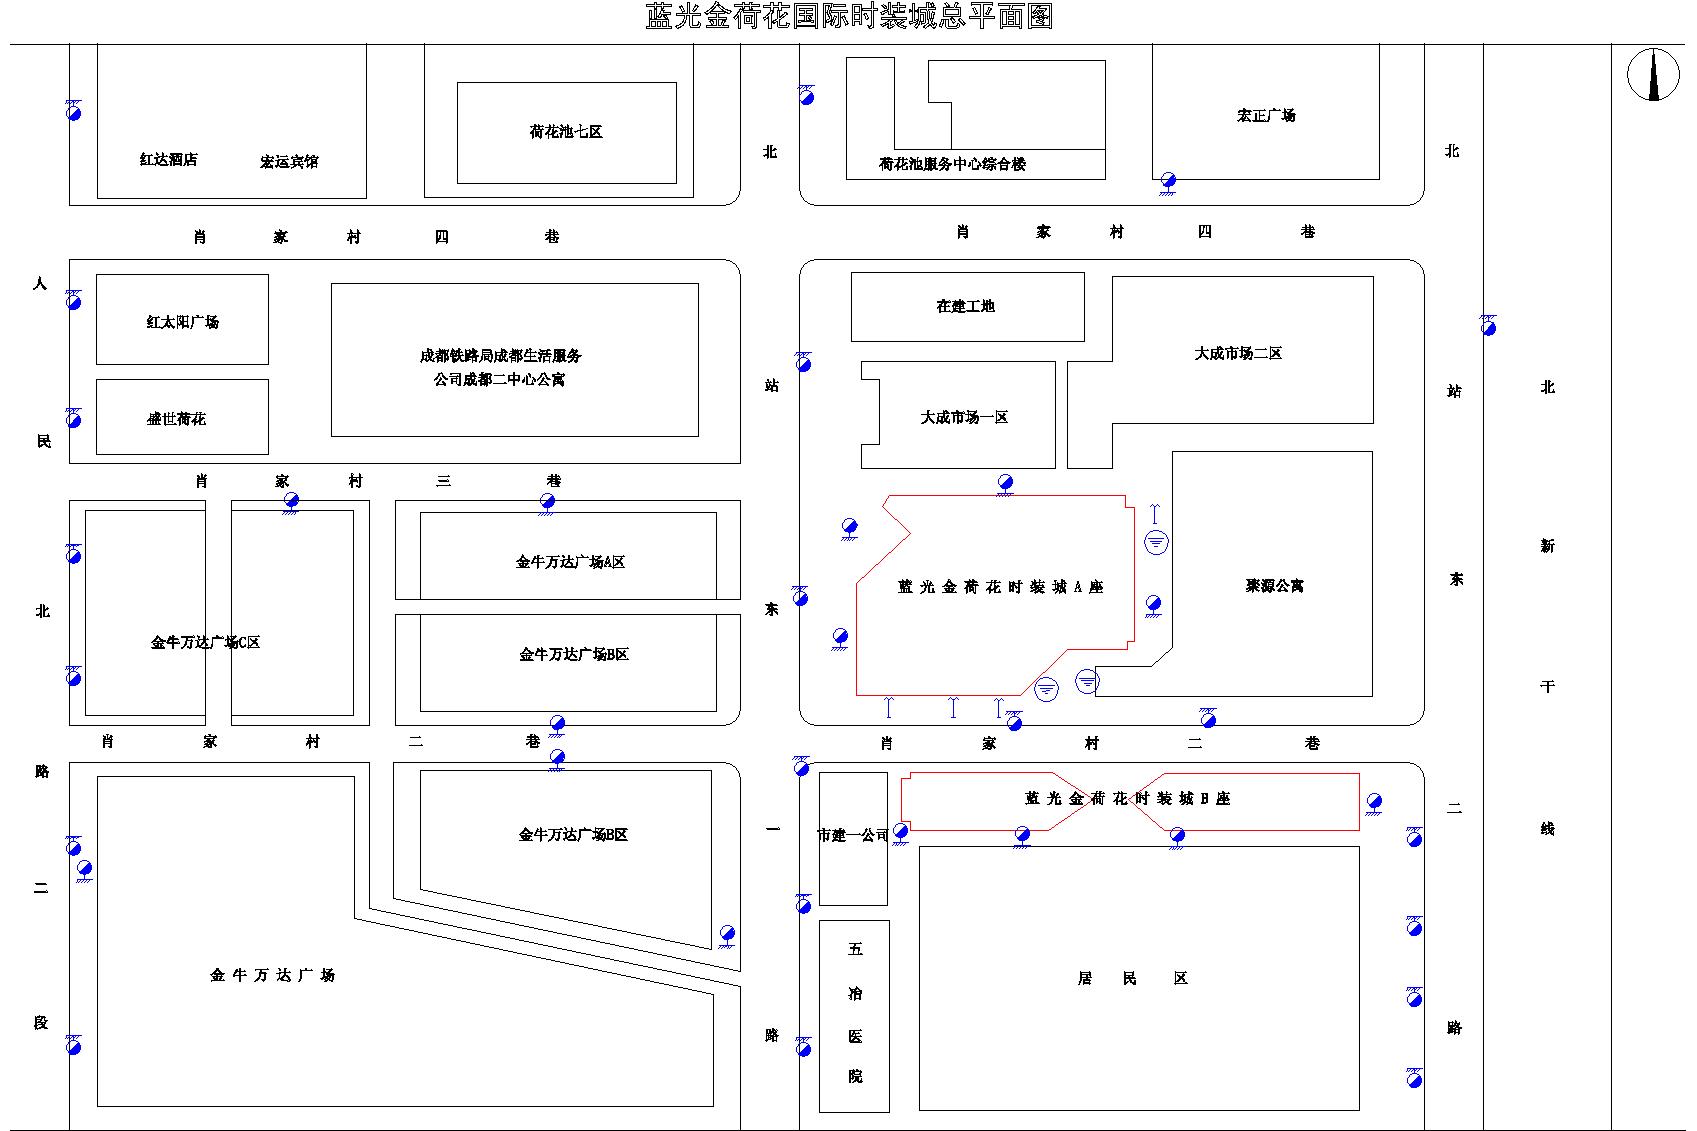 蓝光金荷花国际时装城总平面图
红达酒店
宏运宾馆
荷花池七区
荷花池服务中心综合楼
宏正广场
肖家村四巷
肖家村四巷
红太阳广场
盛世荷花
成都铁路局成都生活服务
公司成都二中心公寓
在建工地
大成市场一区
大成市场二区
肖家村三巷
金牛万达广场A区
金牛万达广场C区
金牛万达广场B区
蓝光金荷花时装城A座
聚源公寓
肖家村二巷
肖家村二巷
金牛万达广场B区
市建一公司
蓝光金荷花时装城B座
金牛万达广场
五冶医院
居民区
人民北路二段
北站东一路
北站东二路
北新干线